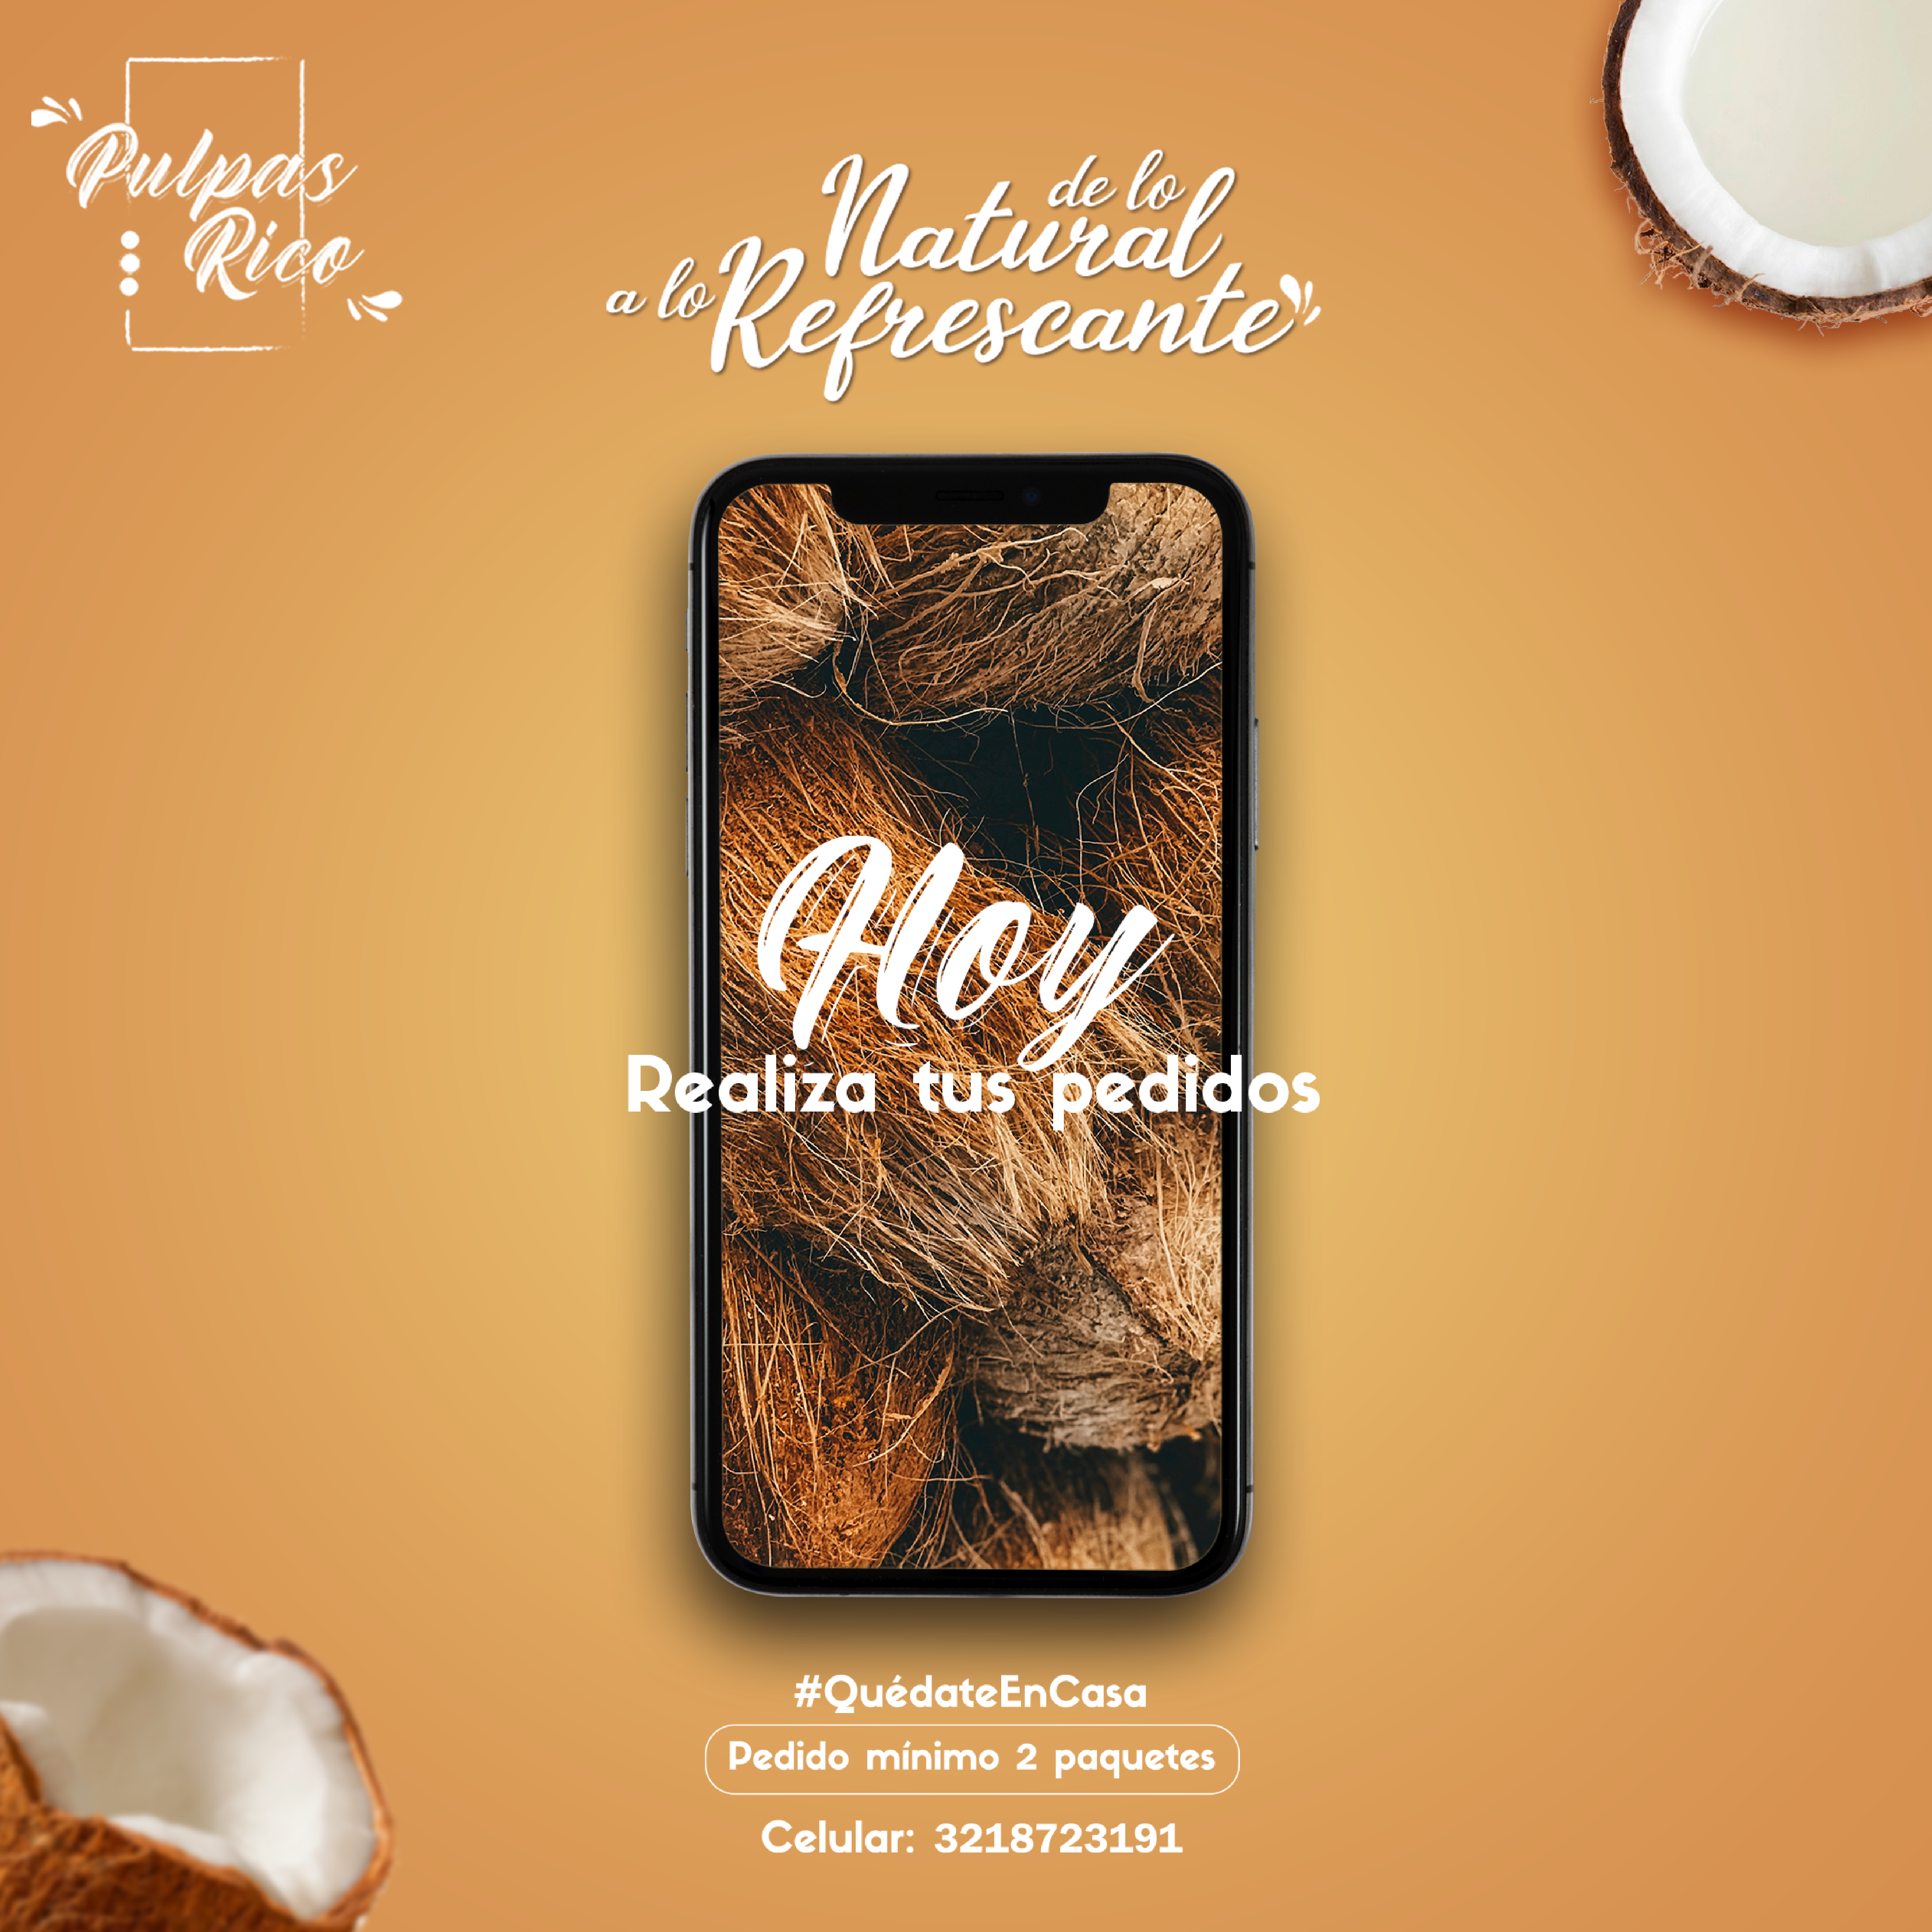 Pulpas
Rico
de lo
Natural
a lo Refrescante
Hoy
Realiza tus pedidos
#QuédateEnCasa
Pedido mínimo 2 paquetes
Celular: 3218723191